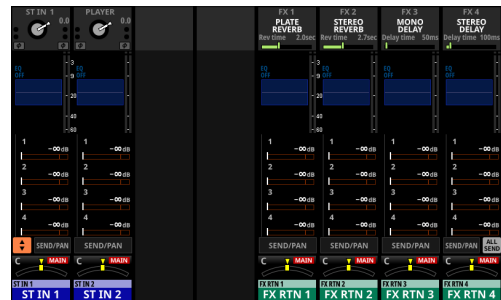 ST IN 1 PLAYER FX 1 FX 2 FX 3 FX 4
0.0 0.0 PLATE REVERB STEREO REVERB MONO DELAY STEREO DELAY
Rev time 2.0sec Rev time 2.7sec Delay time 50ms Delay time 100ms
Ø Ø Ø Ø
EQ OFF EQ OFF EQ OFF EQ OFF EQ OFF EQ OFF
3
9
20
40
60
1 -∞dB 1 -∞dB 1 -∞dB 1 -∞dB 1 -∞dB 1 -∞dB
2 -∞dB 2 -∞dB 2 -∞dB 2 -∞dB 2 -∞dB 2 -∞dB
3 -∞dB 3 -∞dB 3 -∞dB 3 -∞dB 3 -∞dB 3 -∞dB
4 -∞dB 4 -∞dB 4 -∞dB 4 -∞dB 4 -∞dB 4 -∞dB
SEND/PAN SEND/PAN SEND/PAN SEND/PAN SEND/PAN SEND/PAN ALL SEND
C MAIN C MAIN C MAIN C MAIN C MAIN C MAIN
ST IN 1 ST IN 2 FX RTN 1 FX RTN 2 FX RTN 3 FX RTN 4
ST IN 1 ST IN 2 FX RTN 1 FX RTN 2 FX RTN 3 FX RTN 4